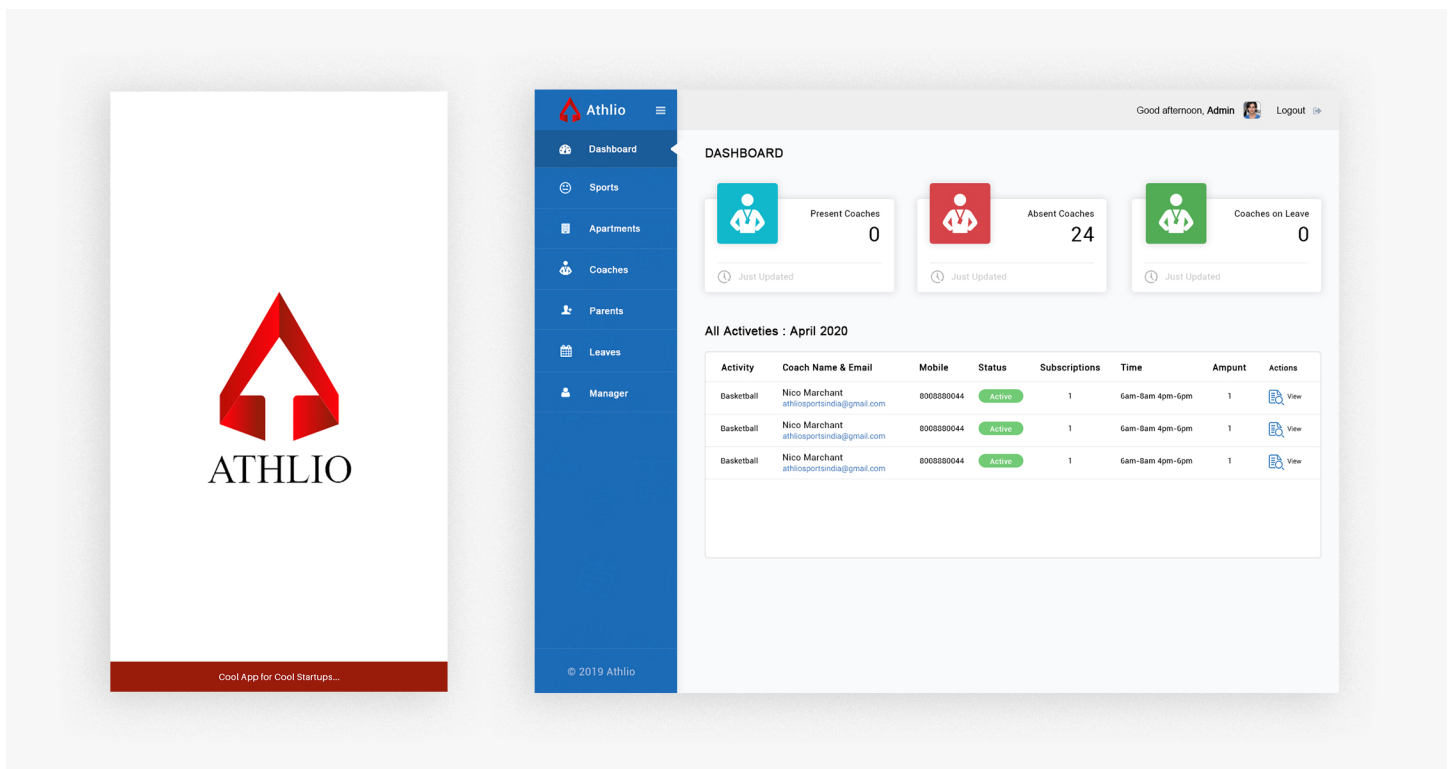 ATHLIO
Cool App for Cool Startups...
Athlio
Good afternoon, Admin
Logout
Dashboard
Sports
Apartments
Coaches
Parents
Leaves
Manager
© 2019 Athlio
DASHBOARD
Present Coaches
0
Just Updated
Absent Coaches
24
Just Updated
Coaches on Leave
0
Just Updated
All Activeties : April 2020
Activity Coach Name & Email Mobile Status Subscriptions Time Ampunt Actions
Basketball Nico Marchant 8008880044 Active 1 6am-8am 4pm-6pm 1 View
athliosportsindia@gmail.com
Basketball Nico Marchant 8008880044 Active 1 6am-8am 4pm-6pm 1 View
athliosportsindia@gmail.com
Basketball Nico Marchant 8008880044 Active 1 6am-8am 4pm-6pm 1 View
athliosportsindia@gmail.com